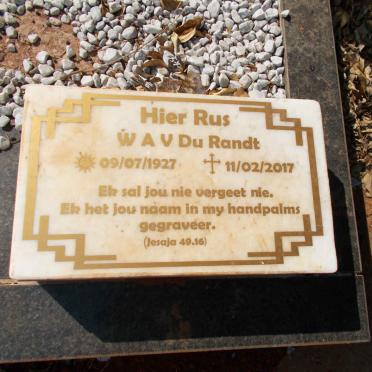 Hier Rus
W A V Du Randt
09/07/1927 11/02/2017
Ek sal jou nie vergeet nie.
Ek het jou naam in my handpalms
gegraveer.
(Jesaja 49.16)